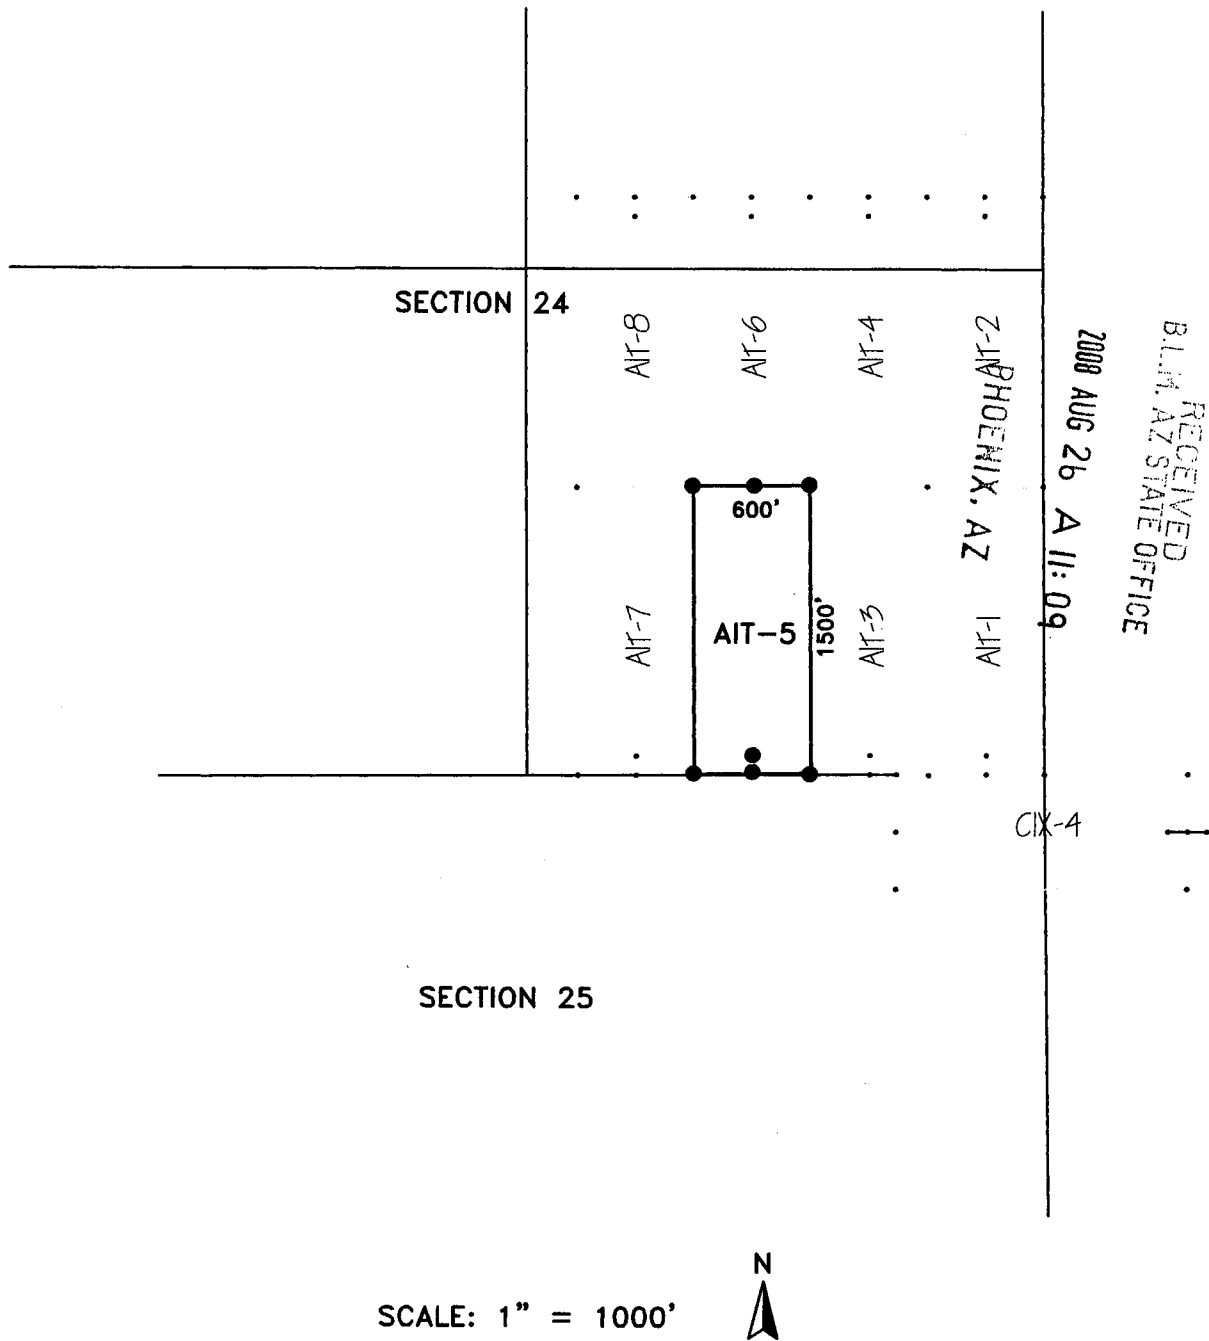 SECTION 24
AIT-8
AIT-6
AIT-4
AIT-2
RECEIVED
B.L.M. AZ STATE OFFICE
2008 AUG 26 A 11:09
PHOENIX, AZ
600'
1500'
AIT-7
AIT-5
AIT-3
AIT-1
CIX-4
SECTION 25
N
SCALE: 1" = 1000'